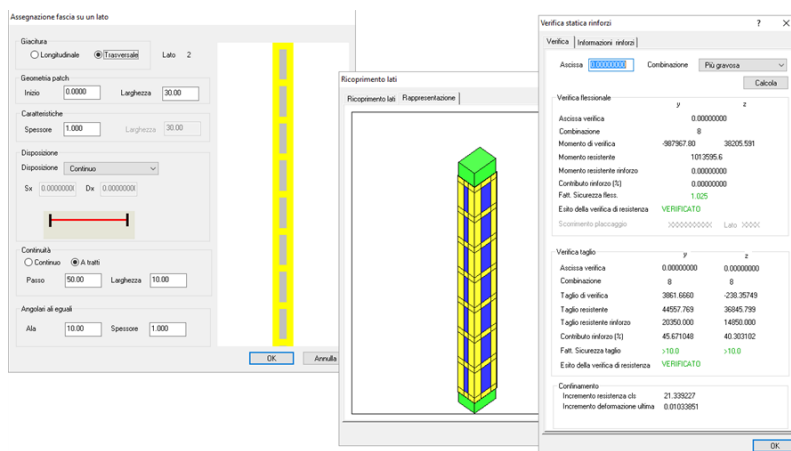 Assegnazione fascia su un lato
Giacitura
Longitudinale Trasversale Lato 2
Geometria patch
Inizio 0.0000 Larghezza 30.00
Caratteristiche
Spessore 1.000 Larghezza 30.00
Disposizione
Disposizione Continuo
Sx 0.0000000( Dx 0.0000000(
Continuità
Continuo A tratti
Passo 50.00 Larghezza 10.00
Angolari ali eguali
Ala 10.00 Spessore 1.000
OK Annulla
Ricoprimento lati
Ricoprimento lati Rappresentazione
Verifica statica rinforzi ? X
Verifica Informazioni rinforzi
Ascissa 0.00000000 Combinazione Più gravosa
Calcola
Verifica flessionale
y z
Ascissa verifica 0.00000000
Combinazione 8
Momento di verifica -987967.80 38205.591
Momento resistente 1013595.6
Momento resistente rinforzo 0.00000000
Contributo rinforzo (%) 0.00000000
Fatt. Sicurezza fless. 1.025
Esito della verifica di resistenza VERIFICATO
Scorrimento placcaggio XXXXXXXXXX Lato XXXX
Verifica taglio
y z
Ascissa verifica 0.00000000 0.00000000
Combinazione 8 8
Taglio di verifica 3861.6660 -238.35749
Taglio resistente 44557.769 36845.799
Taglio resistente rinforzo 20350.000 14850.000
Contributo rinforzo (%) 45.671048 40.303102
Fatt. Sicurezza taglio >10.0 >10.0
Esito della verifica di resistenza VERIFICATO
Confinamento
Incremento resistenza cls 21.339227
Incremento deformazione ultima 0.01033851
OK